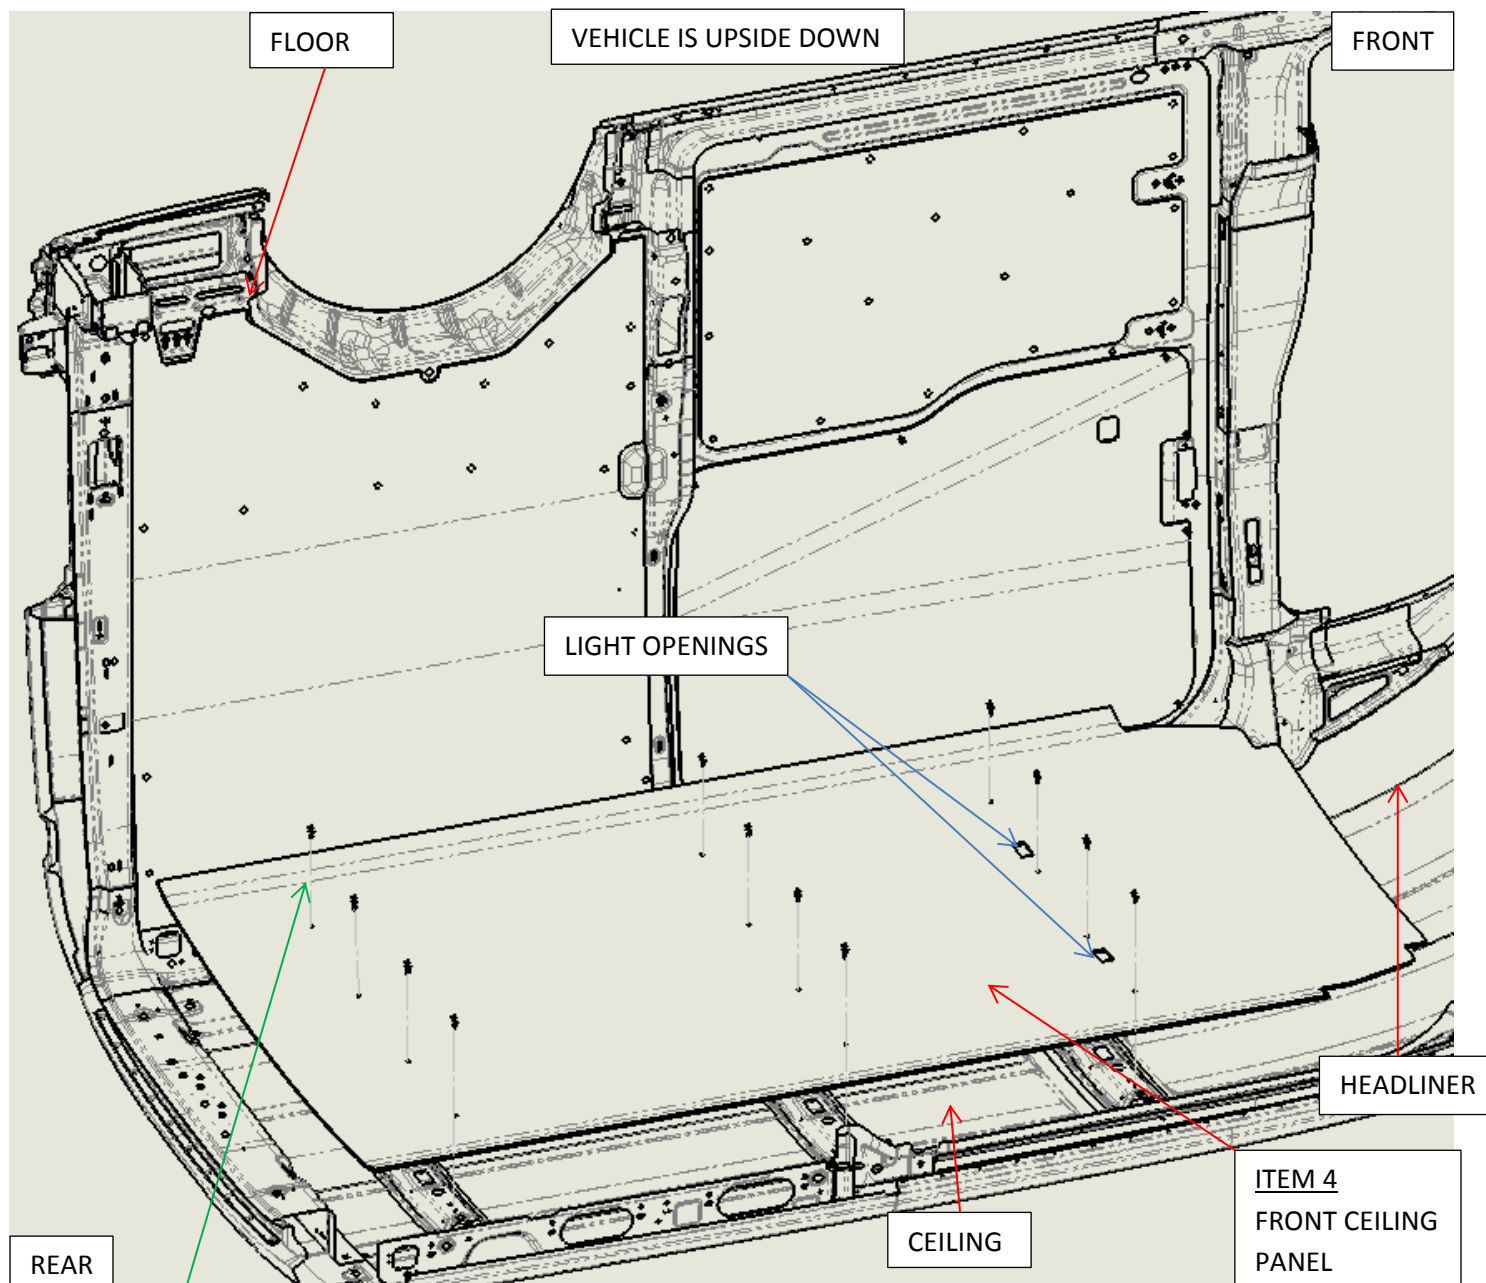 FLOOR
VEHICLE IS UPSIDE DOWN
FRONT
LIGHT OPENINGS
HEADLINER
ITEM 4
FRONT CEILING
PANEL
CEILING
REAR